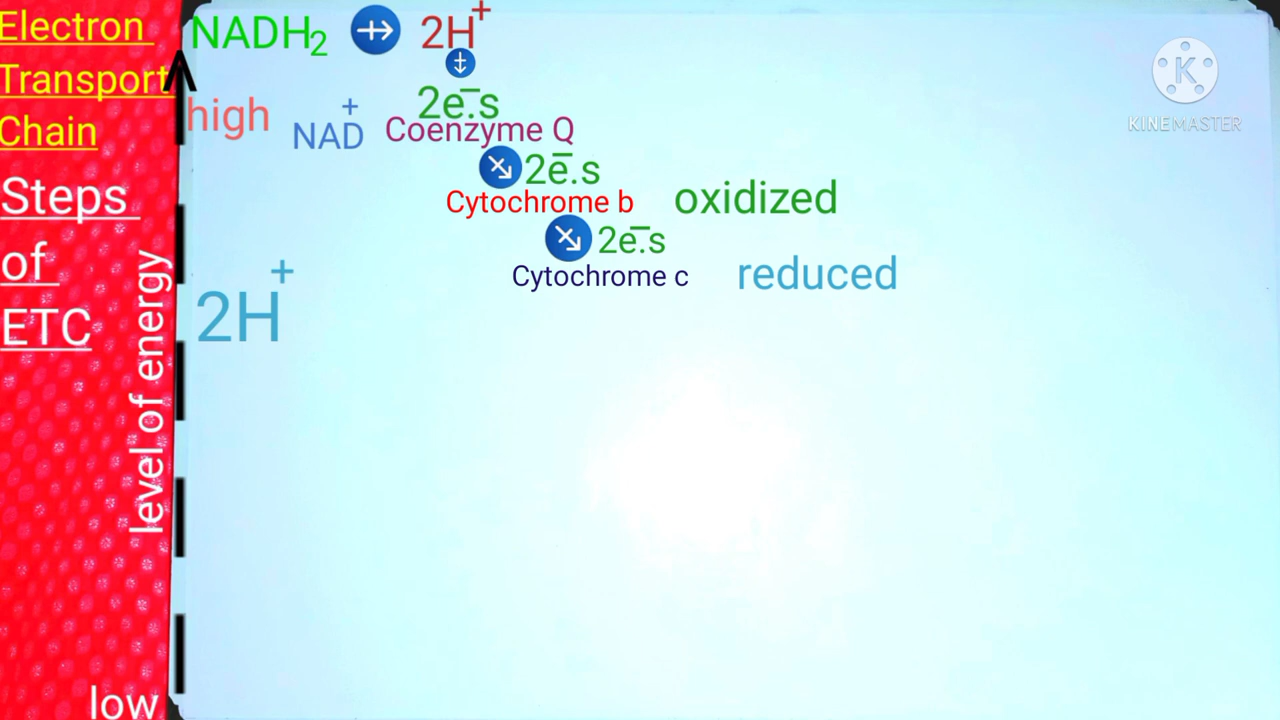 Electron
Transport
Chain
Steps
of
ETC
level of energy
low
NADH₂ 2H⁺
high
NAD⁺
2e̅.s
Coenzyme Q
2e̅.s
Cytochrome b oxidized
2e̅.s
Cytochrome c reduced
2H⁺
K
KINEMASTER